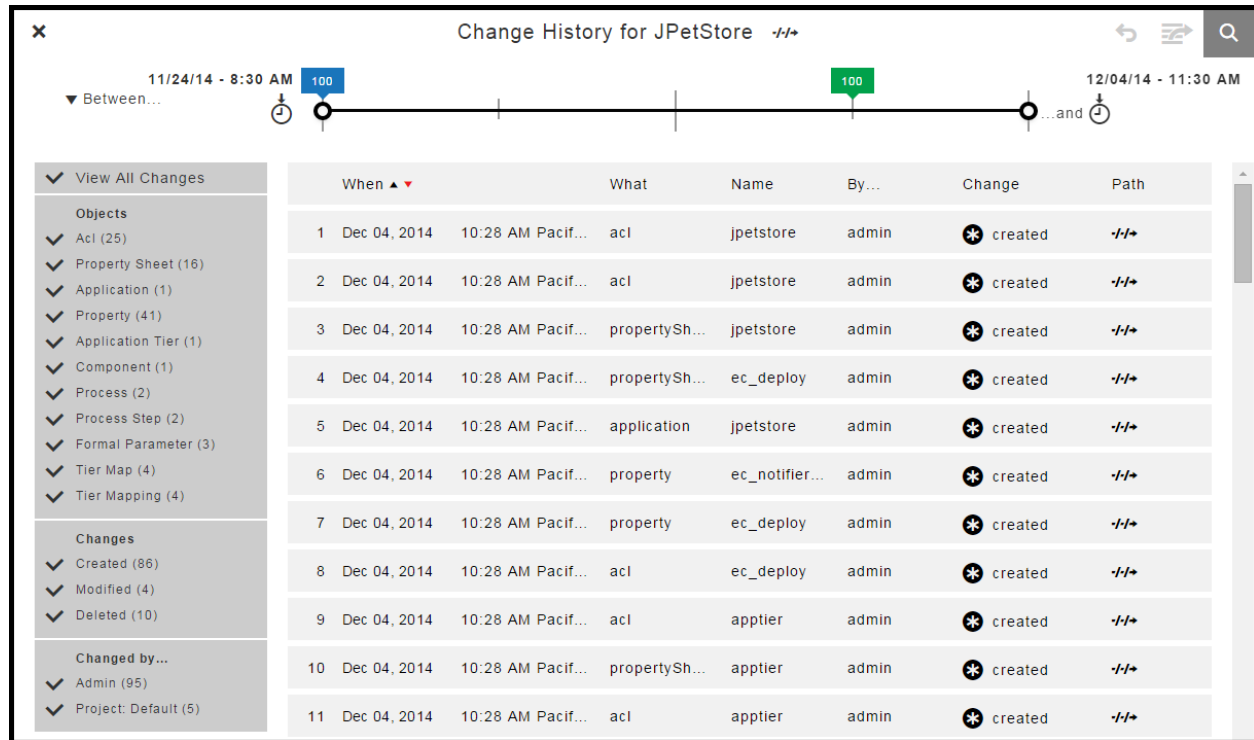 Change History for JPetStore
11/24/14 - 8:30 AM
100
100
12/04/14 - 11:30 AM
▼ Between...
...and
View All Changes
Objects
Acl (25)
Property Sheet (16)
Application (1)
Property (41)
Application Tier (1)
Component (1)
Process (2)
Process Step (2)
Formal Parameter (3)
Tier Map (4)
Tier Mapping (4)
Changes
Created (86)
Modified (4)
Deleted (10)
Changed by...
Admin (95)
Project: Default (5)
When ▲ ▼ What Name By... Change Path
1 Dec 04, 2014 10:28 AM Pacif... acl jpetstore admin created
2 Dec 04, 2014 10:28 AM Pacif... acl jpetstore admin created
3 Dec 04, 2014 10:28 AM Pacif... propertySh... jpetstore admin created
4 Dec 04, 2014 10:28 AM Pacif... propertySh... ec_deploy admin created
5 Dec 04, 2014 10:28 AM Pacif... application jpetstore admin created
6 Dec 04, 2014 10:28 AM Pacif... property ec_notifier... admin created
7 Dec 04, 2014 10:28 AM Pacif... property ec_deploy admin created
8 Dec 04, 2014 10:28 AM Pacif... acl ec_deploy admin created
9 Dec 04, 2014 10:28 AM Pacif... acl apptier admin created
10 Dec 04, 2014 10:28 AM Pacif... propertySh... apptier admin created
11 Dec 04, 2014 10:28 AM Pacif... acl apptier admin created